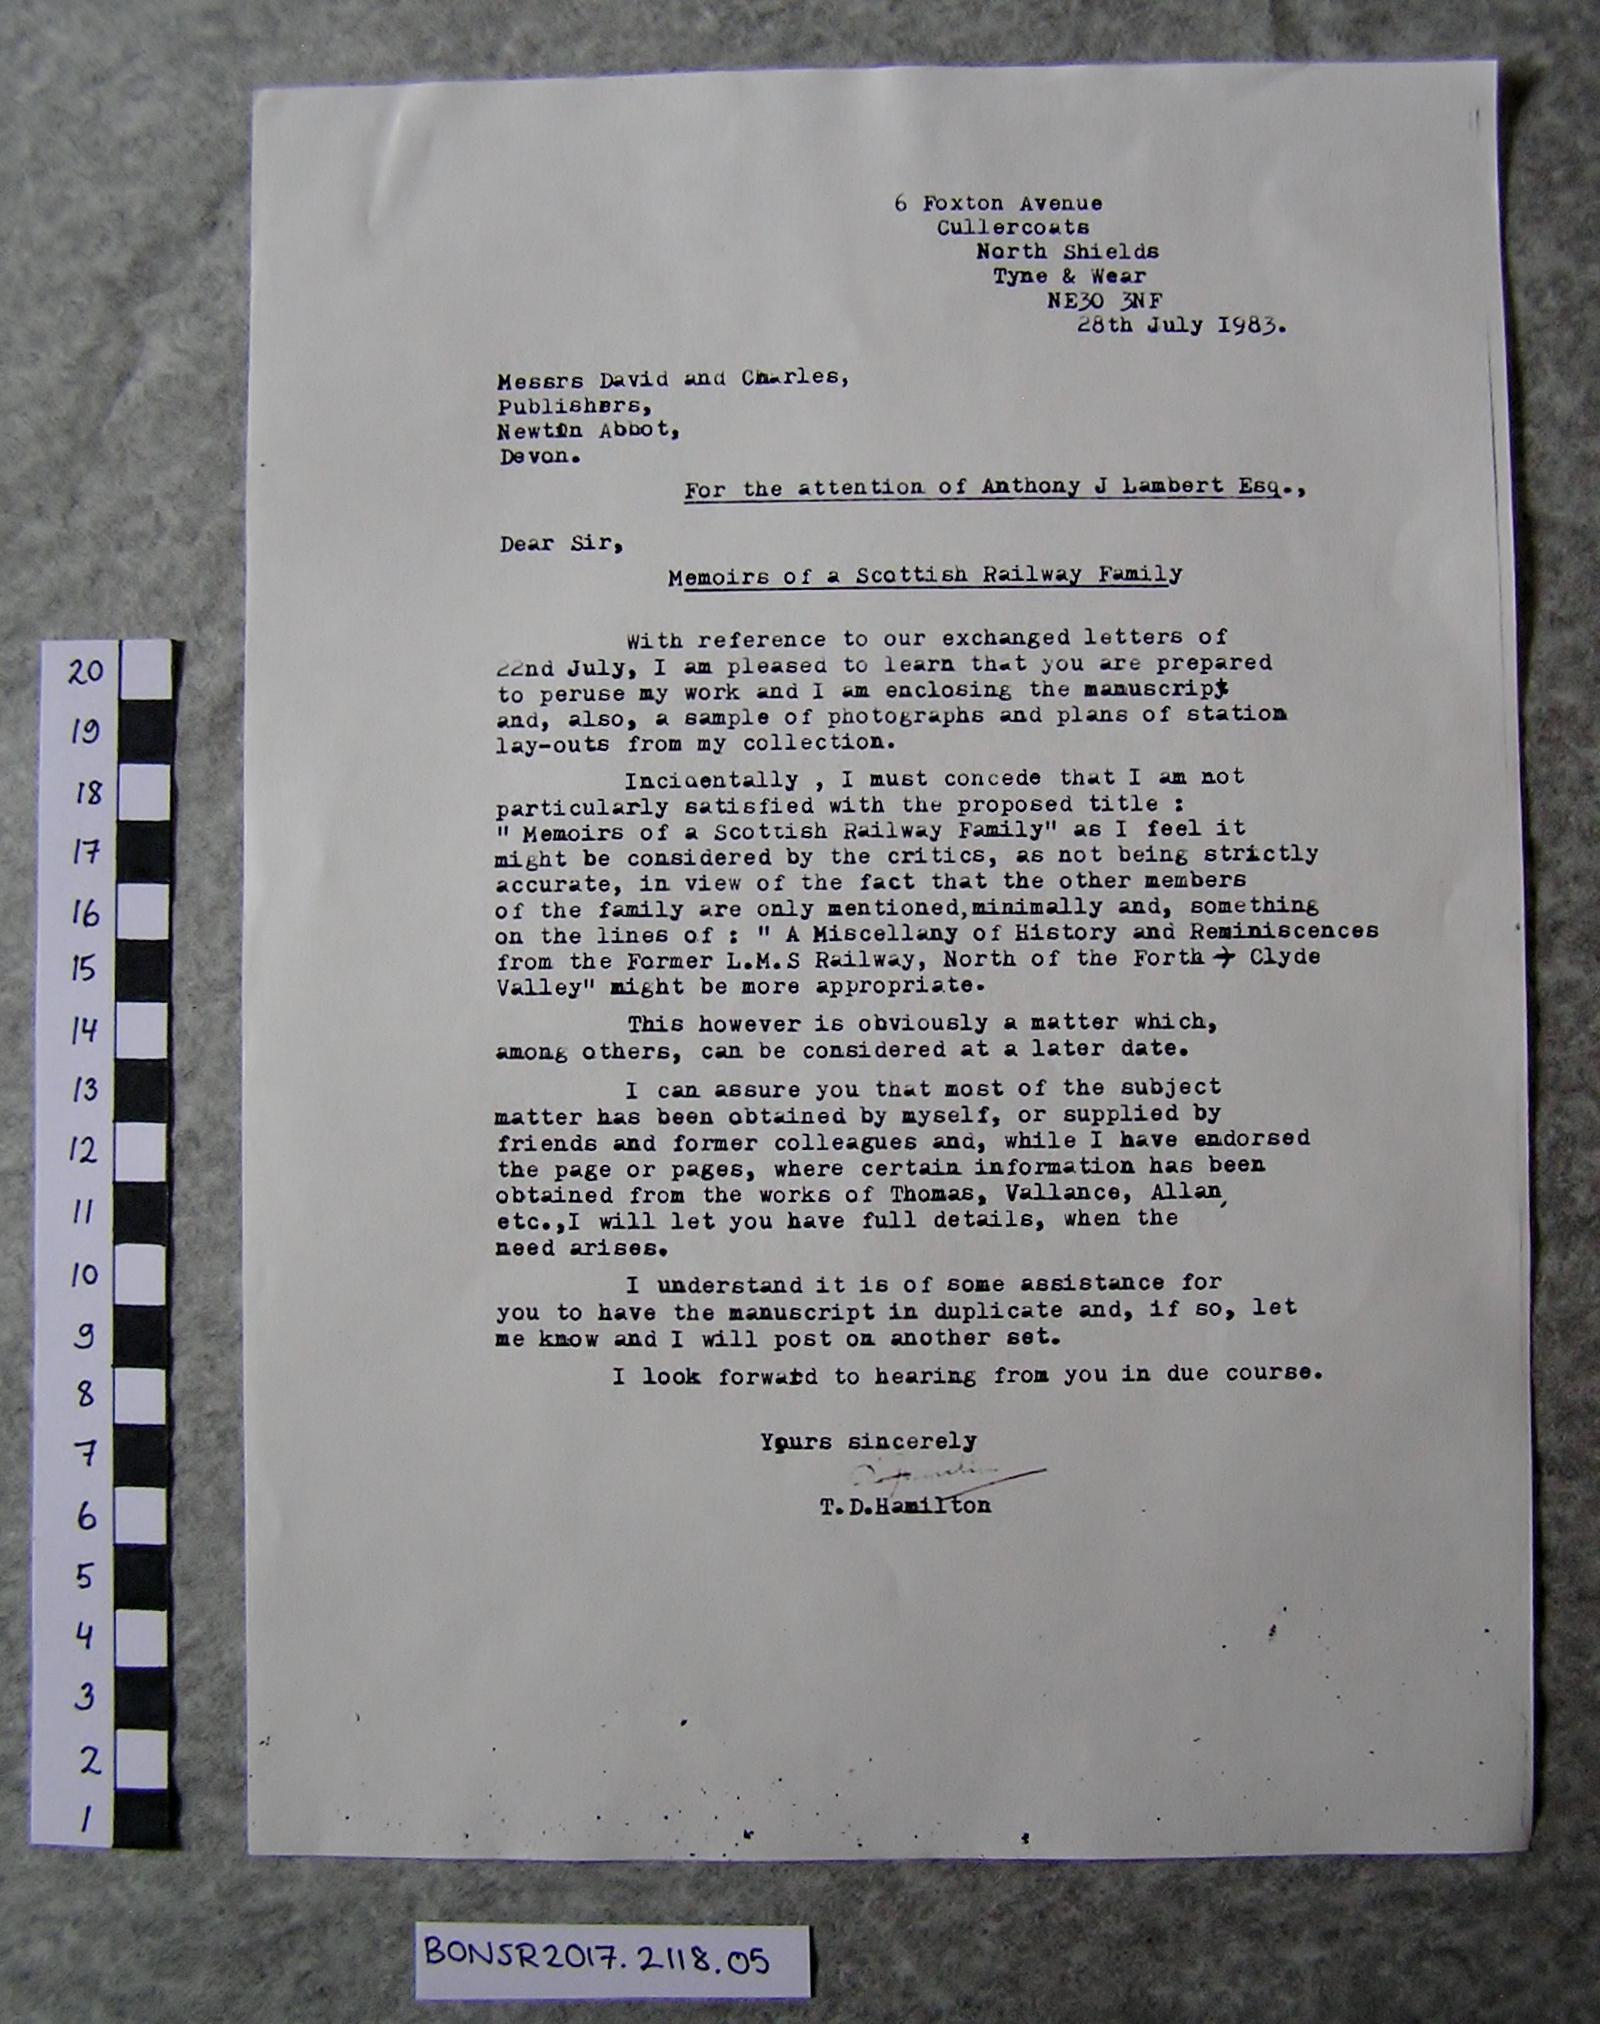 6 Foxton Avenue
Cullercoats
North Shields
Tyne & Wear
NE30 3NF
28th July 1983.
Messrs David and Charles,
Publishers,
Newton Abbot,
Devon.
For the attention of Anthony J Lambert Esq.,
Dear Sir,
Memoirs of a Scottish Railway Family
With reference to our exchanged letters of
22nd July, I am pleased to learn that you are prepared
to peruse my work and I am enclosing the manuscript
and, also, a sample of photographs and plans of station
lay-outs from my collection.
Incidentally , I must concede that I am not
particularly satisfied with the proposed title :
" Memoirs of a Scottish Railway Family" as I feel it
might be considered by the critics, as not being strictly
accurate, in view of the fact that the other members
of the family are only mentioned,minimally and, something
on the lines of : " A Miscellany of History and Reminiscences
from the Former L.M.S Railway, North of the Forth → Clyde
Valley" might be more appropriate.
This however is obviously a matter which,
among others, can be considered at a later date.
I can assure you that most of the subject
matter has been obtained by myself, or supplied by
friends and former colleagues and, while I have endorsed
the page or pages, where certain information has been
obtained from the works of Thomas, Vallance, Allan,
etc.,I will let you have full details, when the
need arises.
I understand it is of some assistance for
you to have the manuscript in duplicate and, if so, let
me know and I will post on another set.
I look forward to hearing from you in due course.
Yours sincerely
T.D.Hamilton
20
19
18
17
16
15
14
13
12
11
10
9
8
7
6
5
4
3
2
1
BONSR2017.2118.05